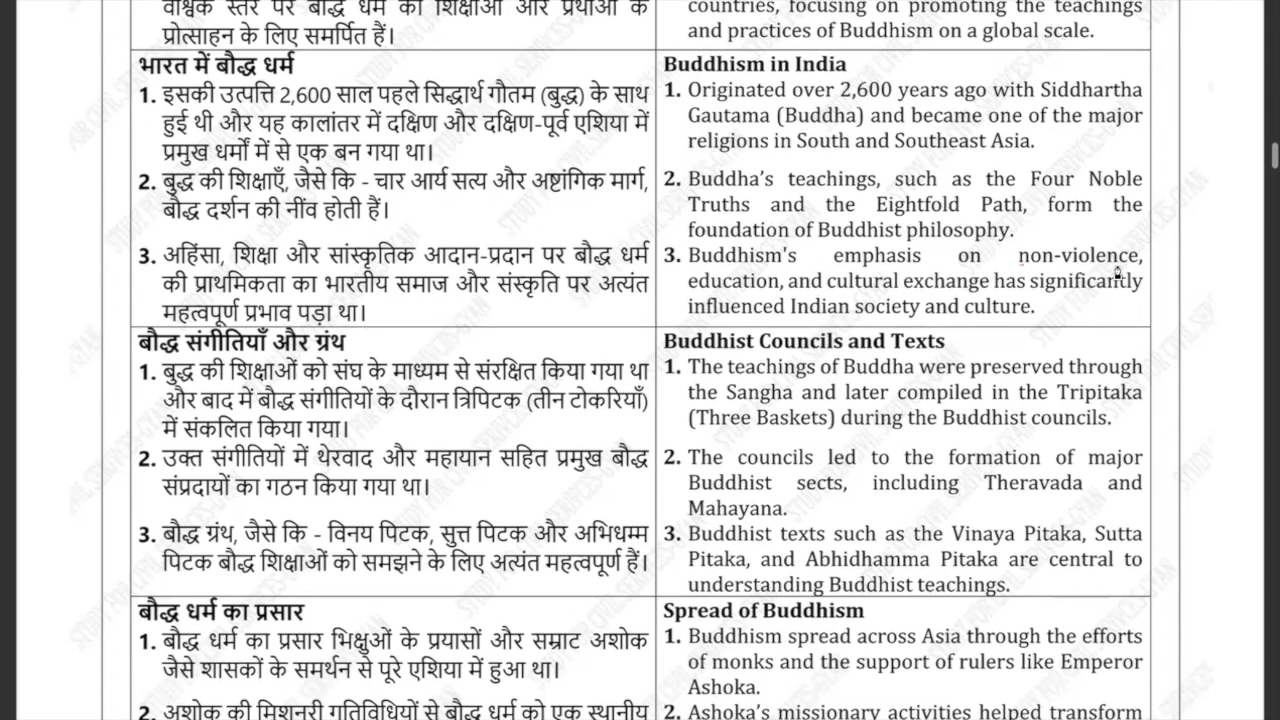 वैश्विक स्तर पर बौद्ध धर्म की शिक्षाओं और प्रथाओं के
प्रोत्साहन के लिए समर्पित हैं।
countries, focusing on promoting the teachings
and practices of Buddhism on a global scale.
भारत में बौद्ध धर्म
1. इसकी उत्पत्ति 2,600 साल पहले सिद्धार्थ गौतम (बुद्ध) के साथ
हुई थी और यह कालांतर में दक्षिण और दक्षिण-पूर्व एशिया में
प्रमुख धर्मों में से एक बन गया था।
2. बुद्ध की शिक्षाएँ, जैसे कि - चार आर्य सत्य और अष्टांगिक मार्ग,
बौद्ध दर्शन की नींव होती हैं।
3. अहिंसा, शिक्षा और सांस्कृतिक आदान-प्रदान पर बौद्ध धर्म
की प्राथमिकता का भारतीय समाज और संस्कृति पर अत्यंत
महत्वपूर्ण प्रभाव पड़ा था।
Buddhism in India
1. Originated over 2,600 years ago with Siddhartha
Gautama (Buddha) and became one of the major
religions in South and Southeast Asia.
2. Buddha's teachings, such as the Four Noble
Truths and the Eightfold Path, form the
foundation of Buddhist philosophy.
3. Buddhism's emphasis on non-violence,
education, and cultural exchange has significantly
influenced Indian society and culture.
बौद्ध संगीतियाँ और ग्रंथ
1. बुद्ध की शिक्षाओं को संघ के माध्यम से संरक्षित किया गया था
और बाद में बौद्ध संगीतियों के दौरान त्रिपिटक (तीन टोकरियाँ)
में संकलित किया गया।
2. उक्त संगीतियों में थेरवाद और महायान सहित प्रमुख बौद्ध
संप्रदायों का गठन किया गया था।
3. बौद्ध ग्रंथ, जैसे कि - विनय पिटक, सुत्त पिटक और अभिधम्म
पिटक बौद्ध शिक्षाओं को समझने के लिए अत्यंत महत्वपूर्ण हैं।
Buddhist Councils and Texts
1. The teachings of Buddha were preserved through
the Sangha and later compiled in the Tripitaka
(Three Baskets) during the Buddhist councils.
2. The councils led to the formation of major
Buddhist sects, including Theravada and
Mahayana.
3. Buddhist texts such as the Vinaya Pitaka, Sutta
Pitaka, and Abhidhamma Pitaka are central to
understanding Buddhist teachings.
बौद्ध धर्म का प्रसार
1. बौद्ध धर्म का प्रसार भिक्षुओं के प्रयासों और सम्राट अशोक
जैसे शासकों के समर्थन से पूरे एशिया में हुआ था।
2. अशोक की मिशनरी गतिविधियों से बौद्ध धर्म को एक स्थानीय
Spread of Buddhism
1. Buddhism spread across Asia through the efforts
of monks and the support of rulers like Emperor
Ashoka.
2. Ashoka's missionary activities helped transform